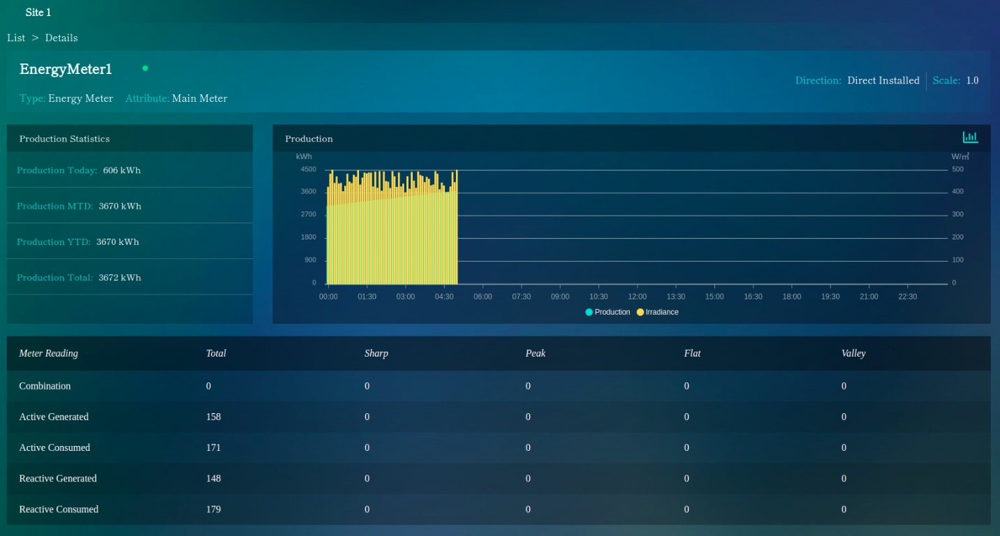 Site 1
List > Details
EnergyMeter1
Type: Energy Meter Attribute: Main Meter
Direction: Direct Installed Scale: 1.0
Production Statistics
Production Today: 606 kWh
Production MTD: 3670 kWh
Production YTD: 3670 kWh
Production Total: 3672 kWh
Production
kWh W/m²
4500 500
3600 400
2700 300
1800 200
900 100
0 0
00:00 01:30 03:00 04:30 06:00 07:30 09:00 10:30 12:00 13:30 15:00 16:30 18:00 19:30 21:00 22:30
Production Irradiance
Meter Reading Total Sharp Peak Flat Valley
Combination 0 0 0 0 0
Active Generated 158 0 0 0 0
Active Consumed 171 0 0 0 0
Reactive Generated 148 0 0 0 0
Reactive Consumed 179 0 0 0 0